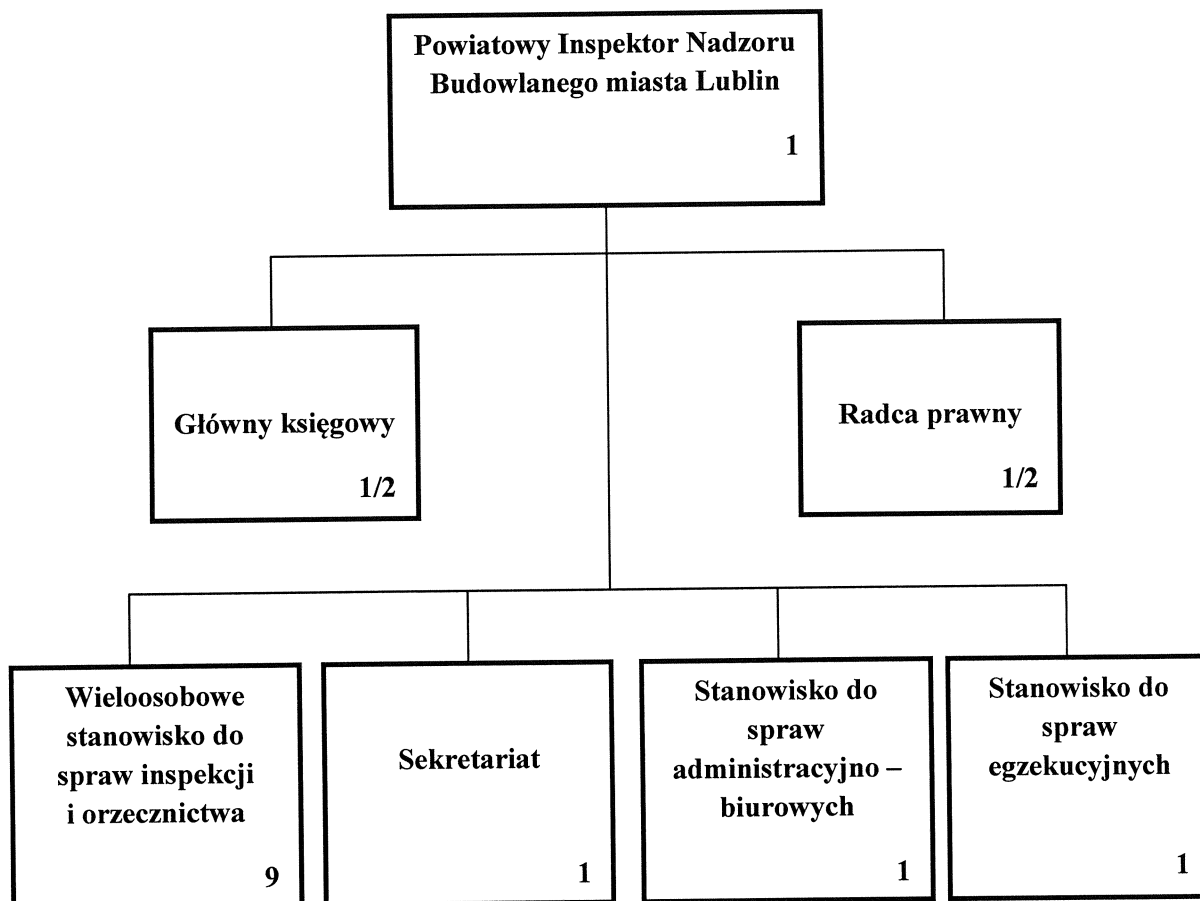 Powiatowy Inspektor Nadzoru
Budowlanego miasta Lublin
1
Główny księgowy
1/2
Radca prawny
1/2
Wieloosobowe
stanowisko do
spraw inspekcji
i orzecznictwa
9
Sekretariat
1
Stanowisko do
spraw
administracyjno –
biurowych
1
Stanowisko do
spraw
egzekucyjnych
1